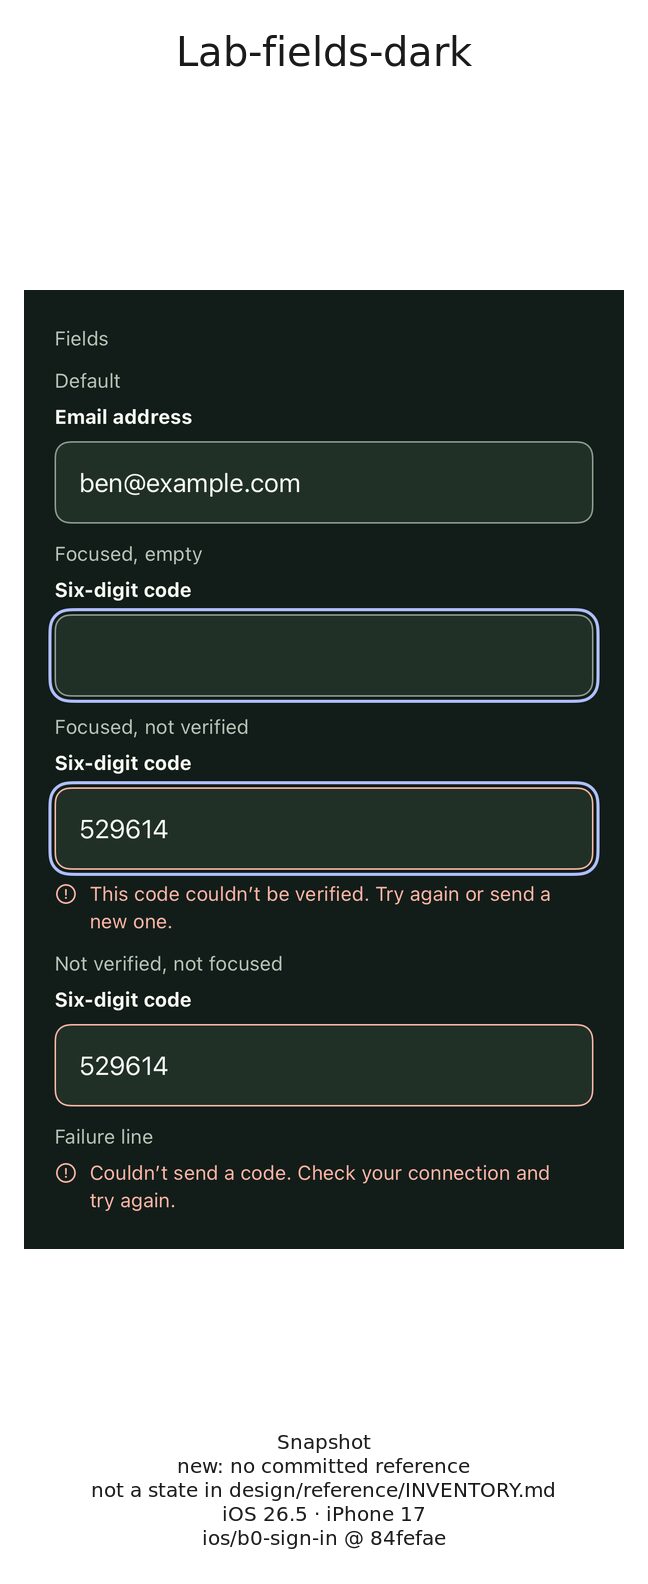 Lab-fields-dark
Fields
Default
Email address
ben@example.com
Focused, empty
Six-digit code
Focused, not verified
Six-digit code
529614
This code couldn’t be verified. Try again or send a
new one.
Not verified, not focused
Six-digit code
529614
Failure line
Couldn’t send a code. Check your connection and
try again.
Snapshot
new: no committed reference
not a state in design/reference/INVENTORY.md
iOS 26.5 · iPhone 17
ios/b0-sign-in @ 84fefae